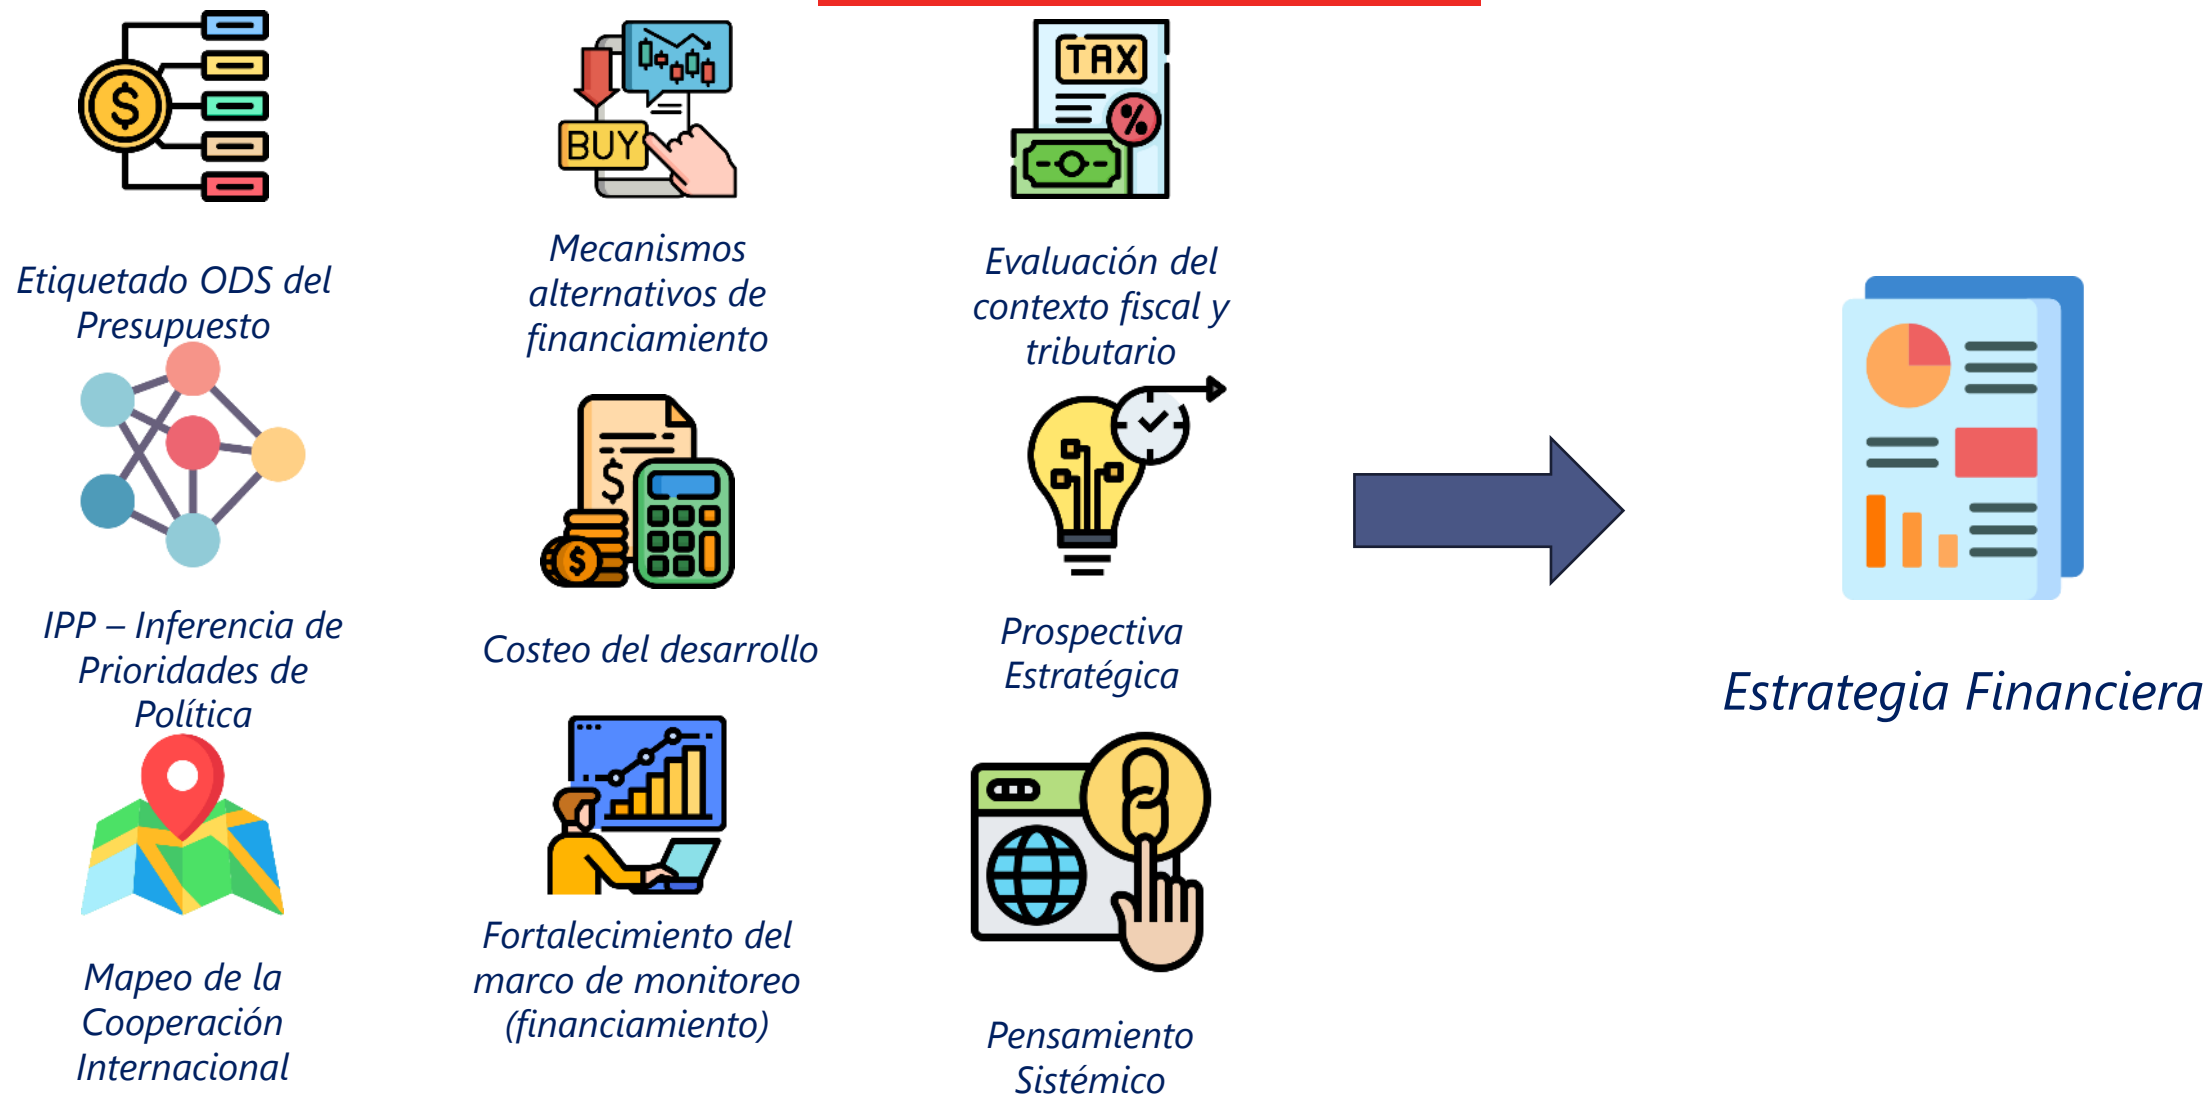 TAX
BUY
Etiquetado ODS del
Presupuesto
Mecanismos
alternativos de
financiamiento
Evaluación del
contexto fiscal y
tributario
IPP – Inferencia de
Prioridades de
Política
Costeo del desarrollo
Prospectiva
Estratégica
Estrategia Financiera
Mapeo de la
Cooperación
Internacional
Fortalecimiento del
marco de monitoreo
(financiamiento)
Pensamiento
Sistémico